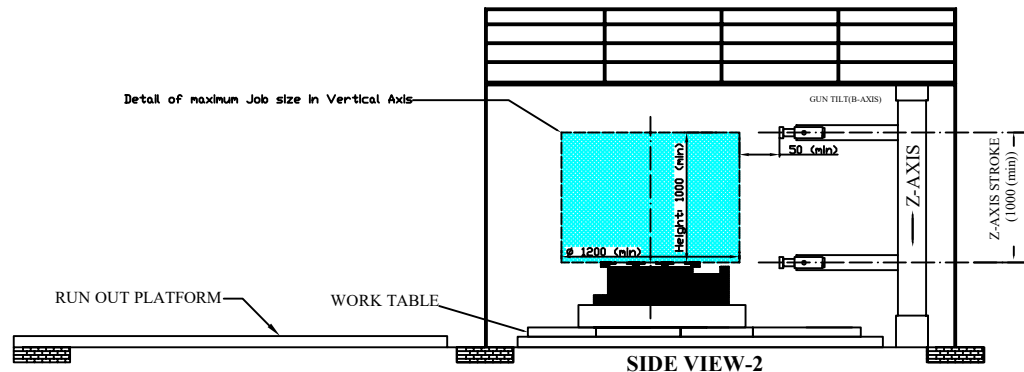 Detail of maximum Job size in Vertical Axis
GUN TILT(B-AXIS)
50 (min)
Height: 1000 (min)
Ø 1200 (min)
Z-AXIS
Z-AXIS STROKE
(1000 (min))
RUN OUT PLATFORM
WORK TABLE
SIDE VIEW-2